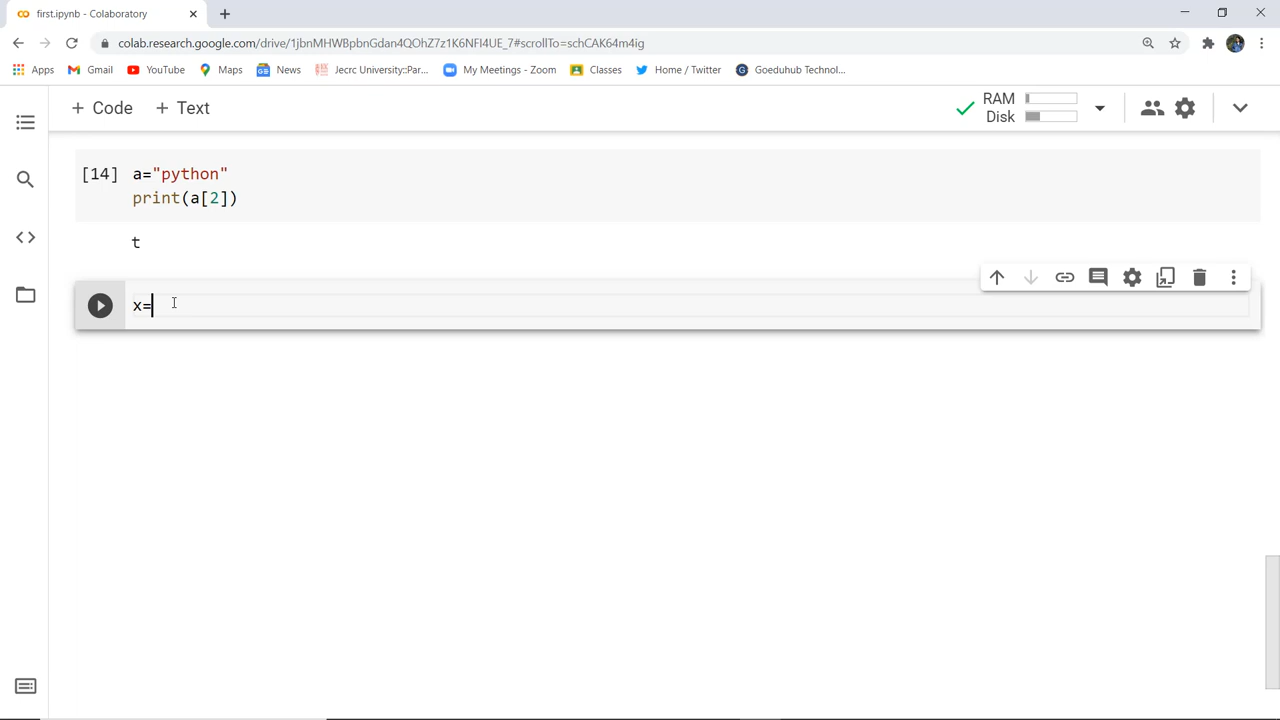 first.ipynb - Colaboratory
colab.research.google.com/drive/1jbnMHWBpbnGdan4QOhZ7z1K6NFI4UE_7#scrollTo=schCAK64m4ig
Apps Gmail YouTube Maps News Jecrc University::Par... My Meetings - Zoom Classes Home / Twitter Goeduhub Technol...
+ Code + Text RAM
Disk
[14] a="python"
print(a[2])
t
x=